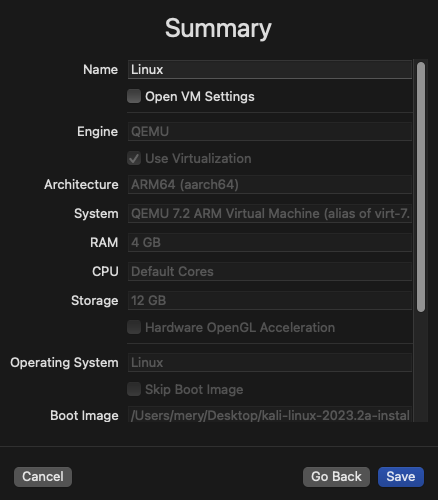 Summary
Name Linux
Open VM Settings
Engine QEMU
Use Virtualization
Architecture ARM64 (aarch64)
System QEMU 7.2 ARM Virtual Machine (alias of virt-7.
RAM 4 GB
CPU Default Cores
Storage 12 GB
Hardware OpenGL Acceleration
Operating System Linux
Skip Boot Image
Boot Image /Users/mery/Desktop/kali-linux-2023.2a-instal
Cancel Go Back Save